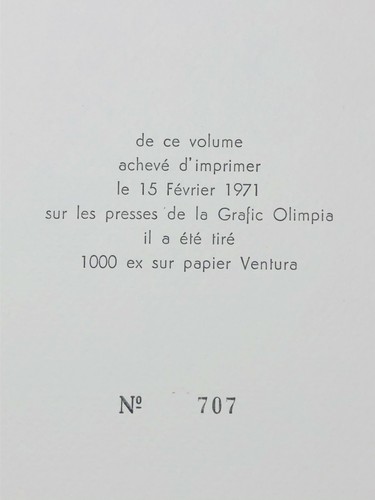 de ce volume
achevé d'imprimer
le 15 Février 1971
sur les presses de la Grafic Olimpia
il a été tiré
1000 ex sur papier Ventura
Nº 707